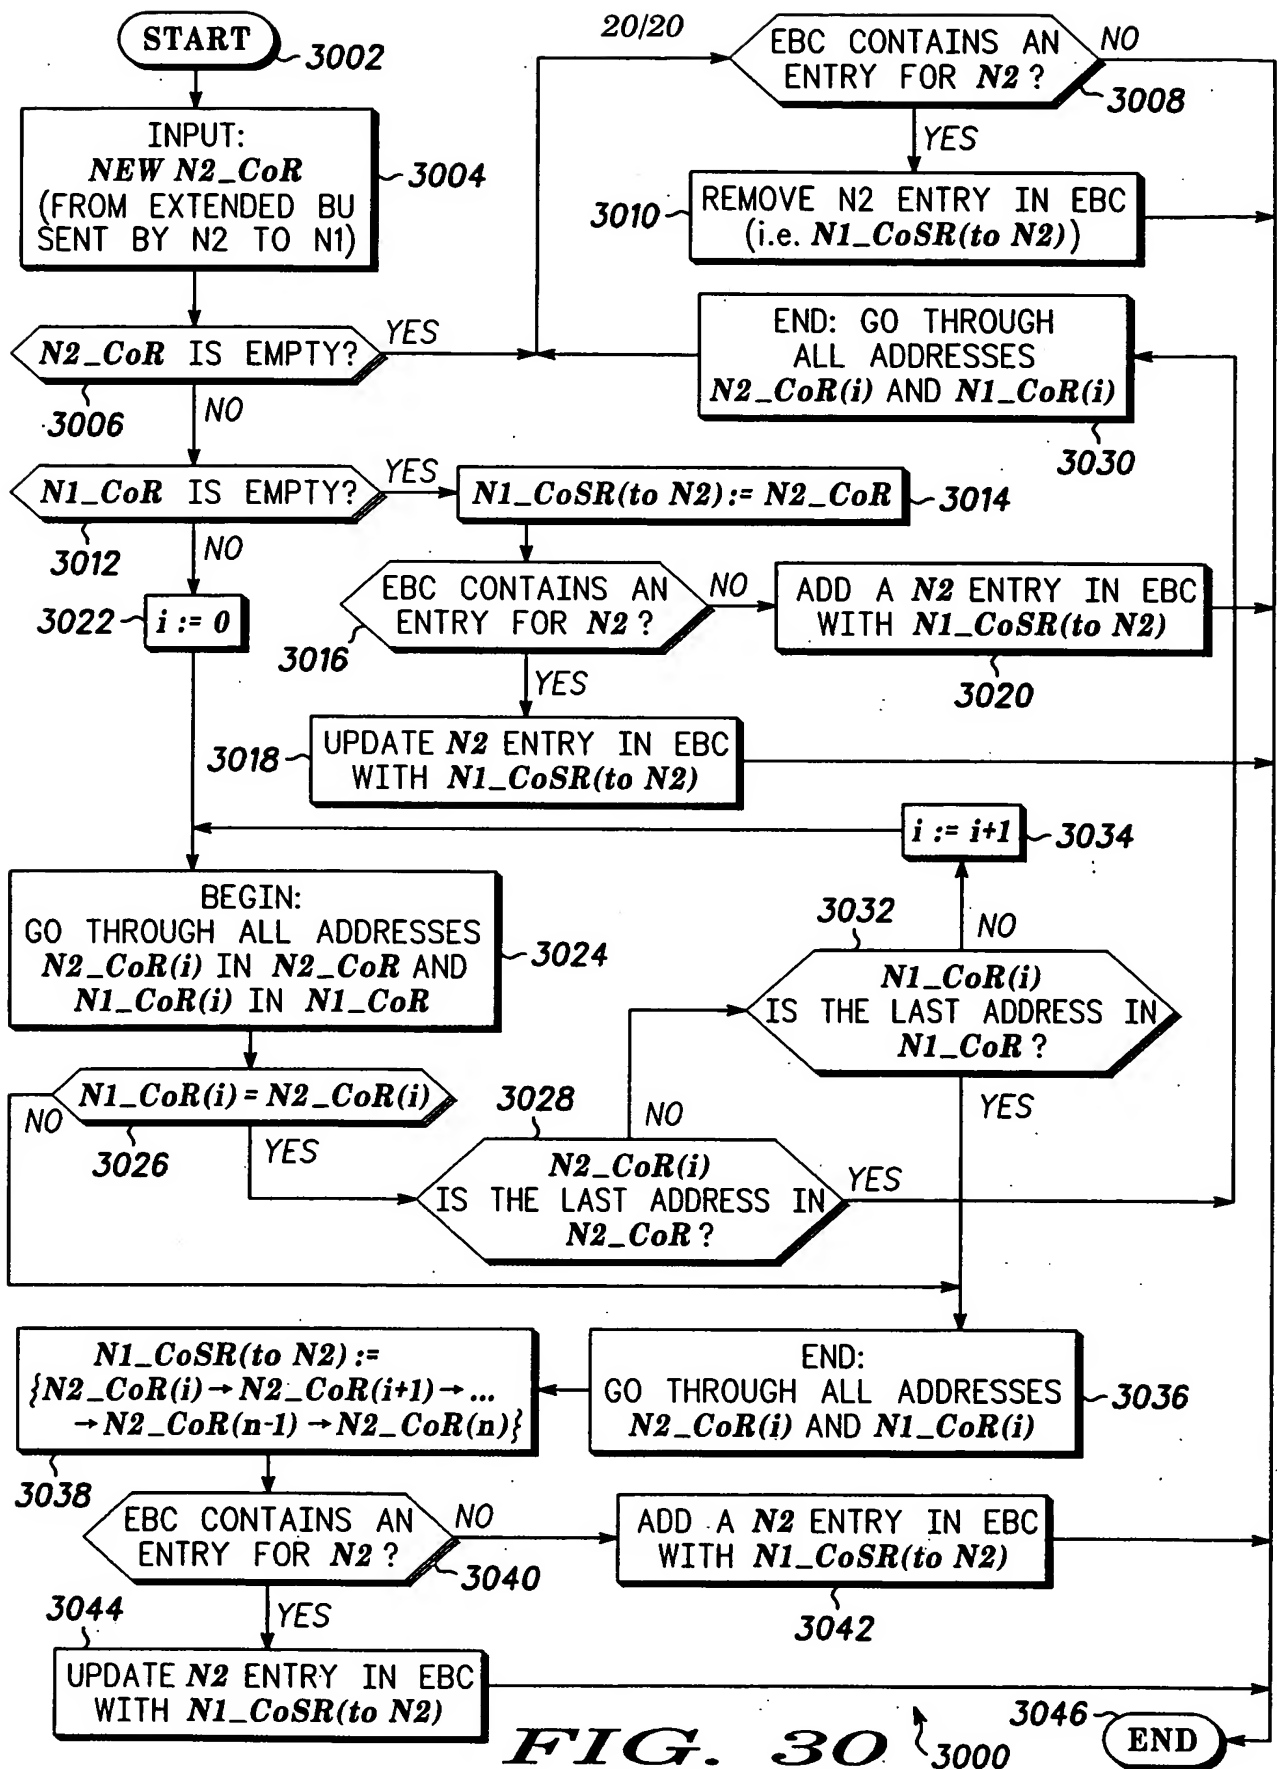 20/20
START
3002
INPUT:
NEW N2_CoR
(FROM EXTENDED BU
SENT BY N2 TO N1)
3004
N2_CoR IS EMPTY?
YES
NO
3006
EBC CONTAINS AN
ENTRY FOR N2 ?
NO
3008
YES
3010
REMOVE N2 ENTRY IN EBC
(i.e. N1_CoSR(to N2))
END: GO THROUGH
ALL ADDRESSES
N2_CoR(i) AND N1_CoR(i)
3030
N1_CoR IS EMPTY?
YES
NO
3012
N1_CoSR(to N2) := N2_CoR
3014
3022
i := 0
EBC CONTAINS AN
ENTRY FOR N2 ?
NO
3016
YES
ADD A N2 ENTRY IN EBC
WITH N1_CoSR(to N2)
3020
3018
UPDATE N2 ENTRY IN EBC
WITH N1_CoSR(to N2)
i := i+1
3034
BEGIN:
GO THROUGH ALL ADDRESSES
N2_CoR(i) IN N2_CoR AND
N1_CoR(i) IN N1_CoR
3024
3032
NO
N1_CoR(i)
IS THE LAST ADDRESS IN
N1_CoR ?
YES
N1_CoR(i) = N2_CoR(i)
NO
3026
YES
3028
NO
N2_CoR(i)
IS THE LAST ADDRESS IN
N2_CoR ?
YES
N1_CoSR(to N2) :=
{N2_CoR(i) → N2_CoR(i+1) → ...
→ N2_CoR(n-1) → N2_CoR(n)}
3038
END:
GO THROUGH ALL ADDRESSES
N2_CoR(i) AND N1_CoR(i)
3036
EBC CONTAINS AN
ENTRY FOR N2 ?
NO
3040
YES
ADD A N2 ENTRY IN EBC
WITH N1_CoSR(to N2)
3042
3044
UPDATE N2 ENTRY IN EBC
WITH N1_CoSR(to N2)
3046
END
FIG. 30
3000